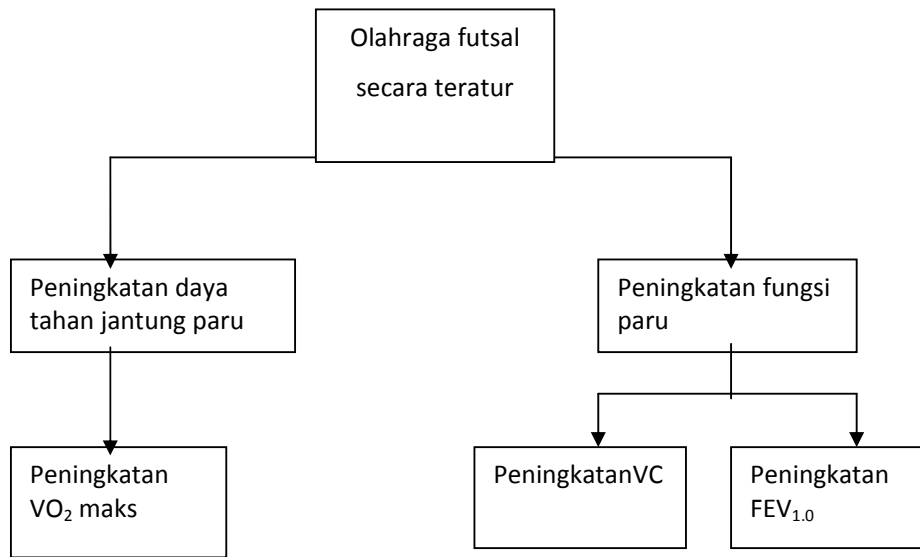 Olahraga futsal
secara teratur
Peningkatan daya
tahan jantung paru
Peningkatan fungsi
paru
Peningkatan
VO₂ maks
PeningkatanVC
Peningkatan
FEV₁.₀